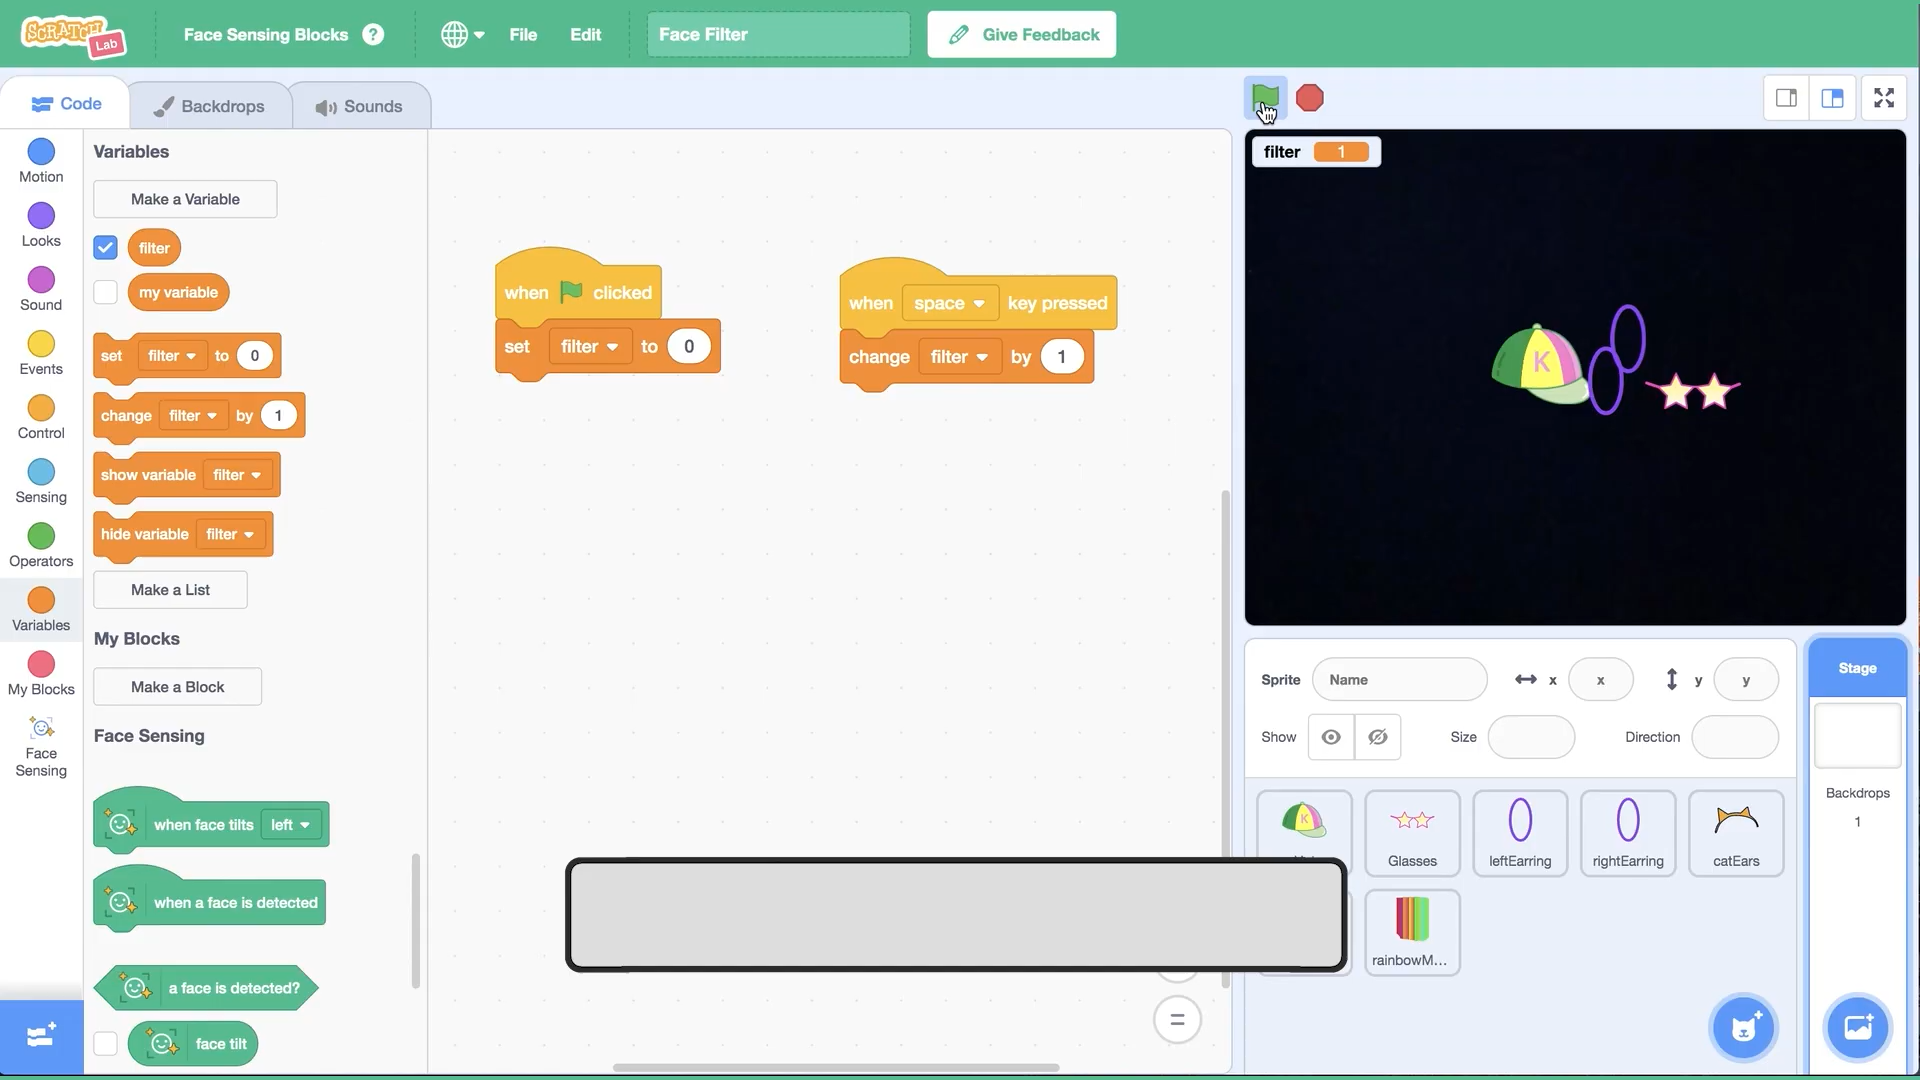 SCRATCH
Lab
Face Sensing Blocks
?
File
Edit
Face Filter
Give Feedback
Code
Backdrops
Sounds
Motion
Looks
Sound
Events
Control
Sensing
Operators
Variables
My Blocks
Face
Sensing
Variables
Make a Variable
filter
my variable
set filter to 0
change filter by 1
show variable filter
hide variable filter
Make a List
My Blocks
Make a Block
Face Sensing
when face tilts left
when a face is detected
a face is detected?
face tilt
when clicked
set filter to 0
when space key pressed
change filter by 1
=
filter 1
K
Sprite Name x x y y
Show Size Direction
K
Glasses
leftEarring
rightEarring
catEars
rainbowM...
Stage
Backdrops
1